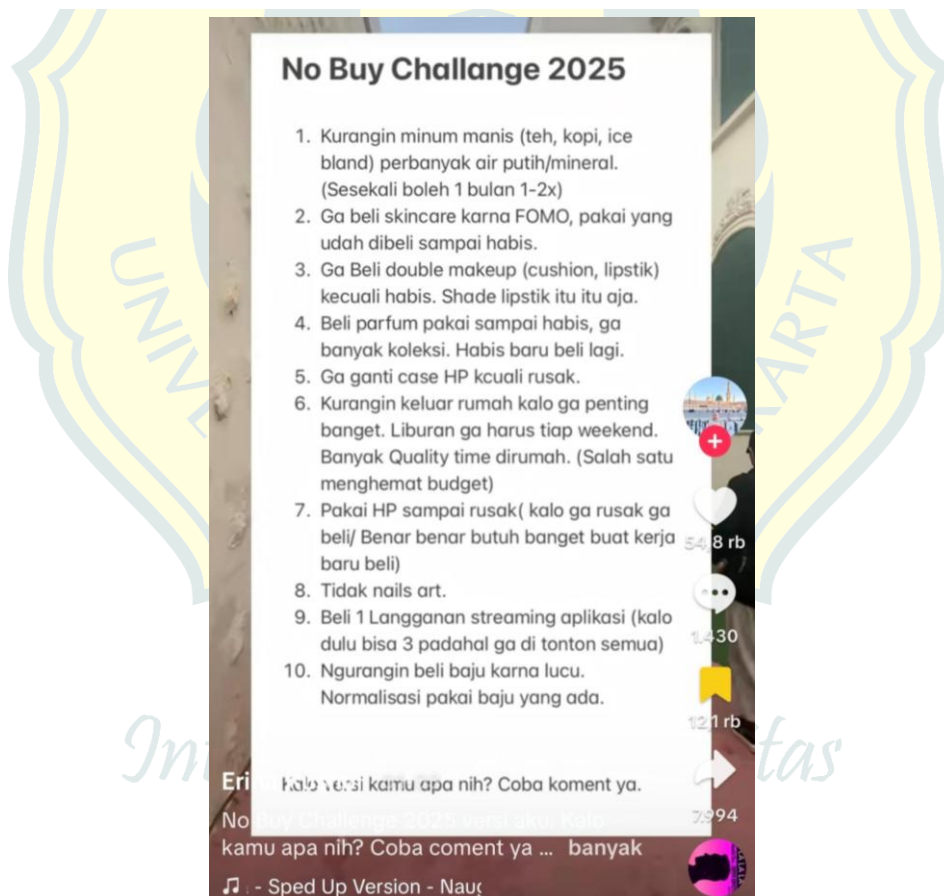 No Buy Challange 2025
1. Kurangin minum manis (teh, kopi, ice
bland) perbanyak air putih/mineral.
(Sesekali boleh 1 bulan 1-2x)
2. Ga beli skincare karna FOMO, pakai yang
udah dibeli sampai habis.
3. Ga Beli double makeup (cushion, lipstik)
kecuali habis. Shade lipstik itu itu aja.
4. Beli parfum pakai sampai habis, ga
banyak koleksi. Habis baru beli lagi.
5. Ga ganti case HP kcuali rusak.
6. Kurangin keluar rumah kalo ga penting
banget. Liburan ga harus tiap weekend.
Banyak Quality time dirumah. (Salah satu
menghemat budget)
7. Pakai HP sampai rusak( kalo ga rusak ga
beli/ Benar benar butuh banget buat kerja
baru beli)
8. Tidak nails art.
9. Beli 1 Langganan streaming aplikasi (kalo
dulu bisa 3 padahal ga di tonton semua)
10. Ngurangin beli baju karna lucu.
Normalisasi pakai baju yang ada.
54,8 rb
1.430
12,1 rb
7.994
Kalo versi kamu apa nih? Coba koment ya.
Eri
No Buy Challenge 2025 versi aku. Kalo
kamu apa nih? Coba coment ya ... banyak
- Sped Up Version - Naug
UNIV
KARTA
Int
tas